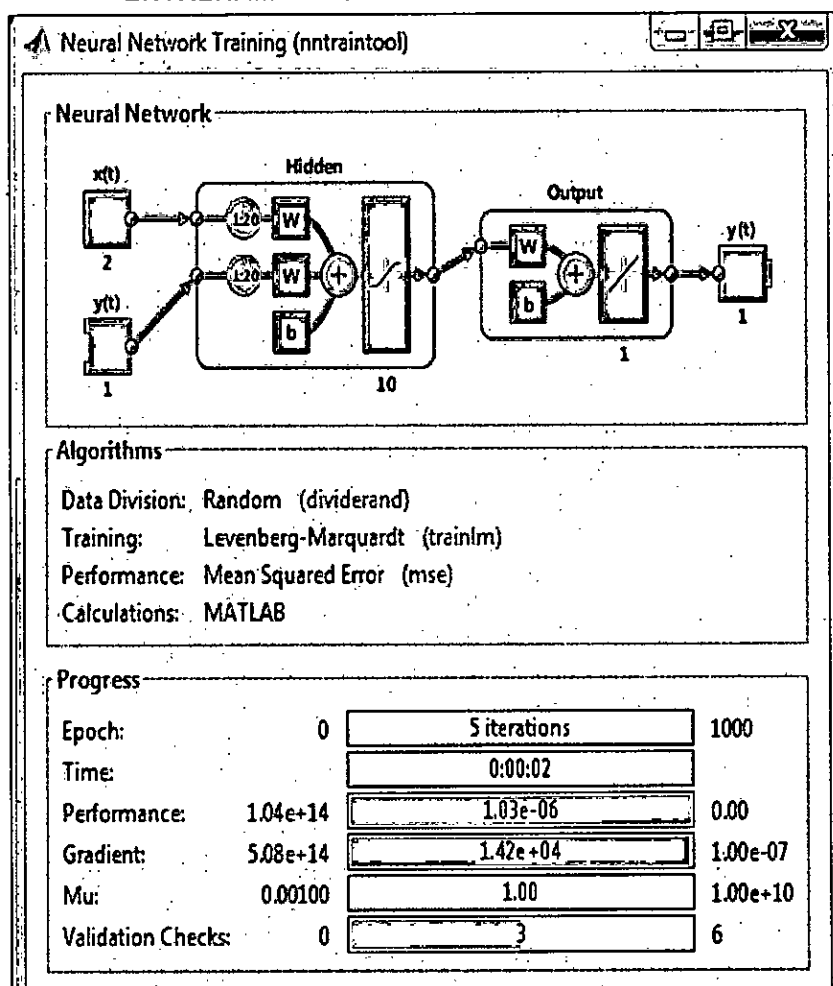 Neural Network Training (nntraintool)
Neural Network
x(t)
2
y(t)
1
Hidden
1:20
W
1:20
W
b
+
10
Output
W
b
+
1
y(t)
1
Algorithms
Data Division: Random (dividerand)
Training: Levenberg-Marquardt (trainlm)
Performance: Mean Squared Error (mse)
Calculations: MATLAB
Progress
Epoch: 0 5 iterations 1000
Time: 0:00:02
Performance: 1.04e+14 1.03e-06 0.00
Gradient: 5.08e+14 1.42e+04 1.00e-07
Mu: 0.00100 1.00 1.00e+10
Validation Checks: 0 3 6